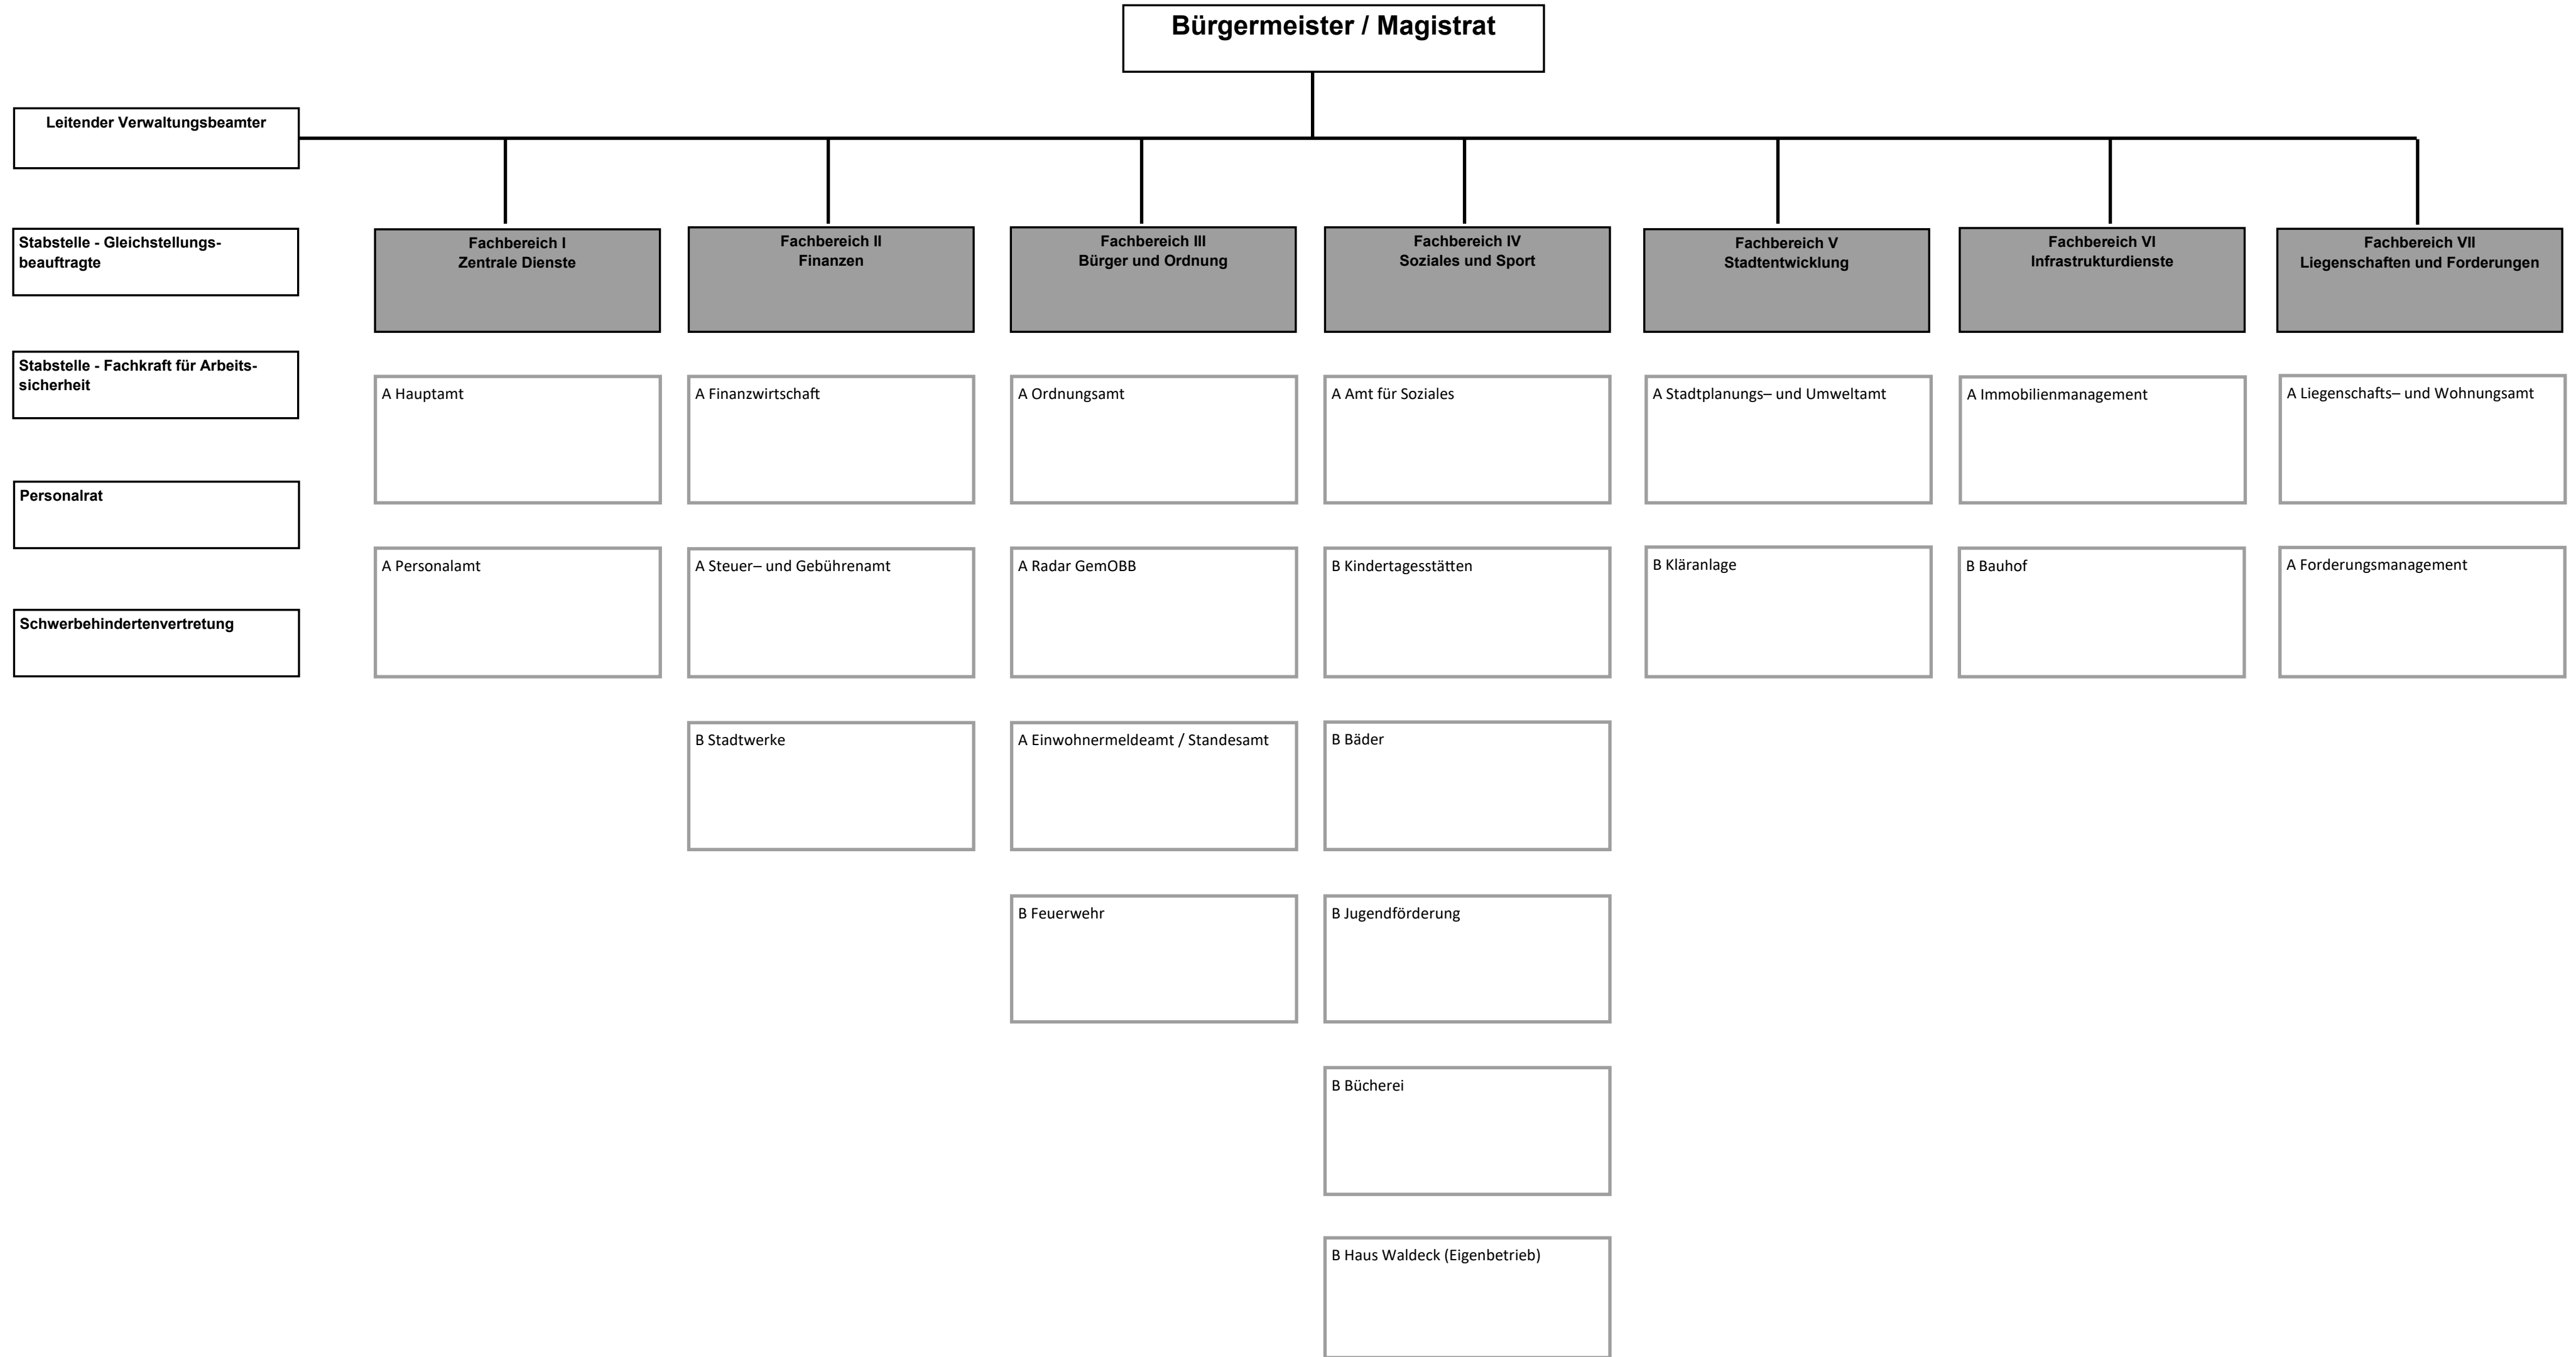 Bürgermeister / Magistrat
Leitender Verwaltungsbeamter
Stabstelle - Gleichstellungs-
beauftragte
Stabstelle - Fachkraft für Arbeits-
sicherheit
Personalrat
Schwerbehindertenvertretung
Fachbereich I
Zentrale Dienste
A Hauptamt
A Personalamt
Fachbereich II
Finanzen
A Finanzwirtschaft
A Steuer– und Gebührenamt
B Stadtwerke
Fachbereich III
Bürger und Ordnung
A Ordnungsamt
A Radar GemOBB
A Einwohnermeldeamt / Standesamt
B Feuerwehr
Fachbereich IV
Soziales und Sport
A Amt für Soziales
B Kindertagesstätten
B Bäder
B Jugendförderung
B Bücherei
B Haus Waldeck (Eigenbetrieb)
Fachbereich V
Stadtentwicklung
A Stadtplanungs– und Umweltamt
B Kläranlage
Fachbereich VI
Infrastrukturdienste
A Immobilienmanagement
B Bauhof
Fachbereich VII
Liegenschaften und Forderungen
A Liegenschafts– und Wohnungsamt
A Forderungsmanagement